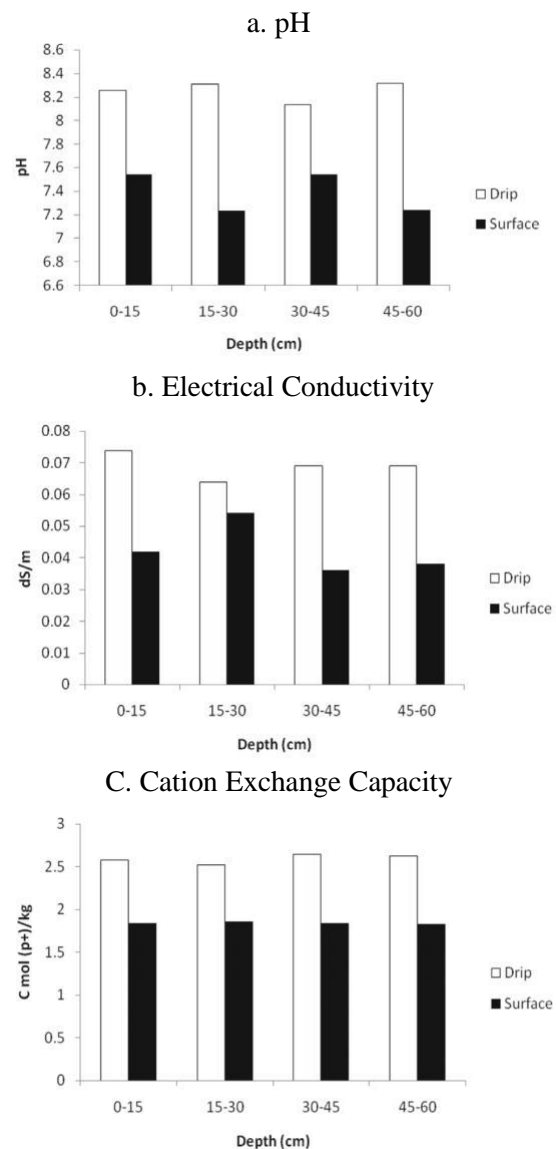 a. pH
8.6
8.4
8.2
8
7.8
7.6
7.4
7.2
7
6.8
6.6
pH
Drip
Surface
0-15 15-30 30-45 45-60
Depth (cm)
b. Electrical Conductivity
0.08
0.07
0.06
0.05
0.04
0.03
0.02
0.01
0
dS/m
Drip
Surface
0-15 15-30 30-45 45-60
Depth (cm)
C. Cation Exchange Capacity
3
2.5
2
1.5
1
0.5
0
C mol (p+)/kg
Drip
Surface
0-15 15-30 30-45 45-60
Depth (cm)